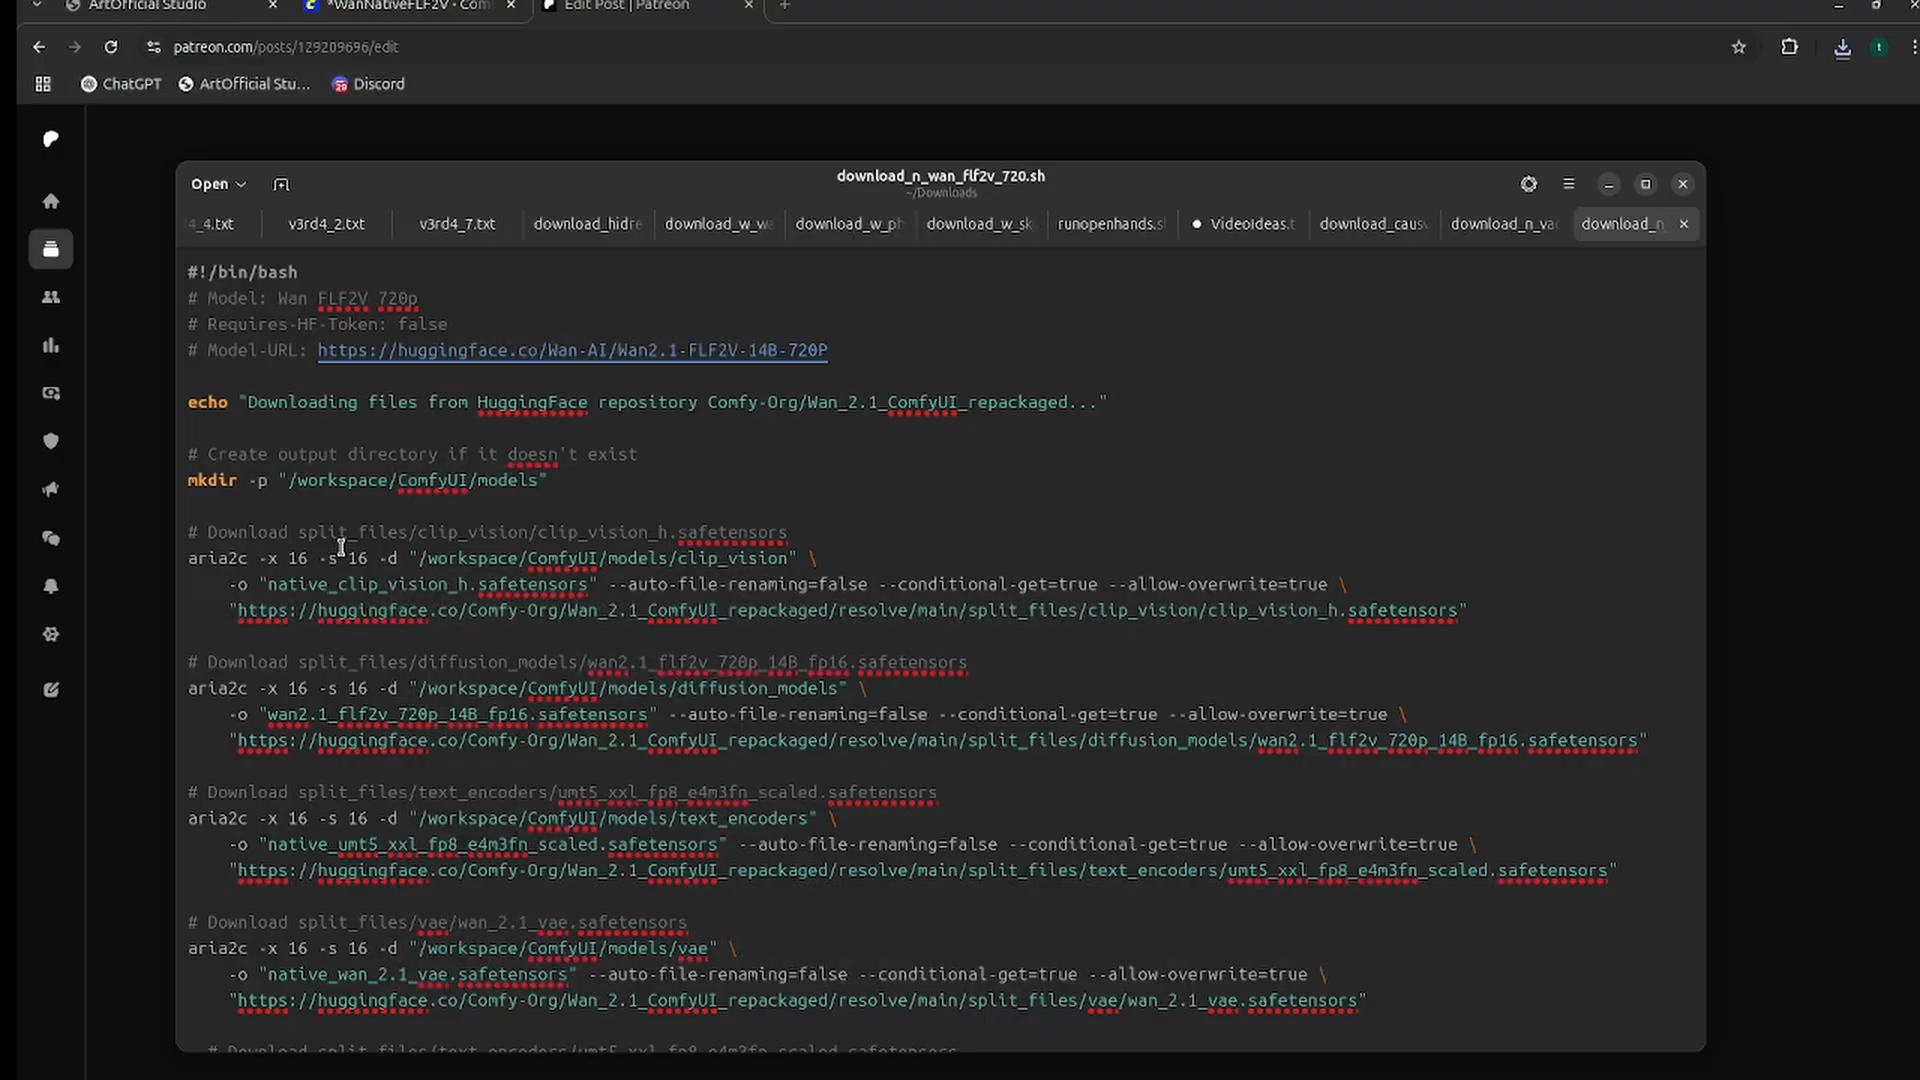 ArtOfficial Studio
*WanNativeFLF2V - Com
Edit Post | Patreon
patreon.com/posts/129209696/edit
t
ChatGPT
ArtOfficial Stu...
Discord
Open
download_n_wan_flf2v_720.sh
~/Downloads
4_4.txt
v3rd4_2.txt
v3rd4_7.txt
download_hidre
download_w_wa
download_w_ph
download_w_sk
runopenhands.s
VideoIdeas.t
download_caus
download_n_va
download_n
#!/bin/bash
# Model: Wan FLF2V 720p
# Requires-HF-Token: false
# Model-URL: https://huggingface.co/Wan-AI/Wan2.1-FLF2V-14B-720P
echo "Downloading files from HuggingFace repository Comfy-Org/Wan_2.1_ComfyUI_repackaged..."
# Create output directory if it doesn't exist
mkdir -p "/workspace/ComfyUI/models"
# Download split_files/clip_vision/clip_vision_h.safetensors
aria2c -x 16 -s 16 -d "/workspace/ComfyUI/models/clip_vision" \
-o "native_clip_vision_h.safetensors" --auto-file-renaming=false --conditional-get=true --allow-overwrite=true \
"https://huggingface.co/Comfy-Org/Wan_2.1_ComfyUI_repackaged/resolve/main/split_files/clip_vision/clip_vision_h.safetensors"
# Download split_files/diffusion_models/wan2.1_flf2v_720p_14B_fp16.safetensors
aria2c -x 16 -s 16 -d "/workspace/ComfyUI/models/diffusion_models" \
-o "wan2.1_flf2v_720p_14B_fp16.safetensors" --auto-file-renaming=false --conditional-get=true --allow-overwrite=true \
"https://huggingface.co/Comfy-Org/Wan_2.1_ComfyUI_repackaged/resolve/main/split_files/diffusion_models/wan2.1_flf2v_720p_14B_fp16.safetensors"
# Download split_files/text_encoders/umt5_xxl_fp8_e4m3fn_scaled.safetensors
aria2c -x 16 -s 16 -d "/workspace/ComfyUI/models/text_encoders" \
-o "native_umt5_xxl_fp8_e4m3fn_scaled.safetensors" --auto-file-renaming=false --conditional-get=true --allow-overwrite=true \
"https://huggingface.co/Comfy-Org/Wan_2.1_ComfyUI_repackaged/resolve/main/split_files/text_encoders/umt5_xxl_fp8_e4m3fn_scaled.safetensors"
# Download split_files/vae/wan_2.1_vae.safetensors
aria2c -x 16 -s 16 -d "/workspace/ComfyUI/models/vae" \
-o "native_wan_2.1_vae.safetensors" --auto-file-renaming=false --conditional-get=true --allow-overwrite=true \
"https://huggingface.co/Comfy-Org/Wan_2.1_ComfyUI_repackaged/resolve/main/split_files/vae/wan_2.1_vae.safetensors"
# Download split_files/text_encoders/umt5_xxl_fp8_e4m3fn_scaled.safetensors